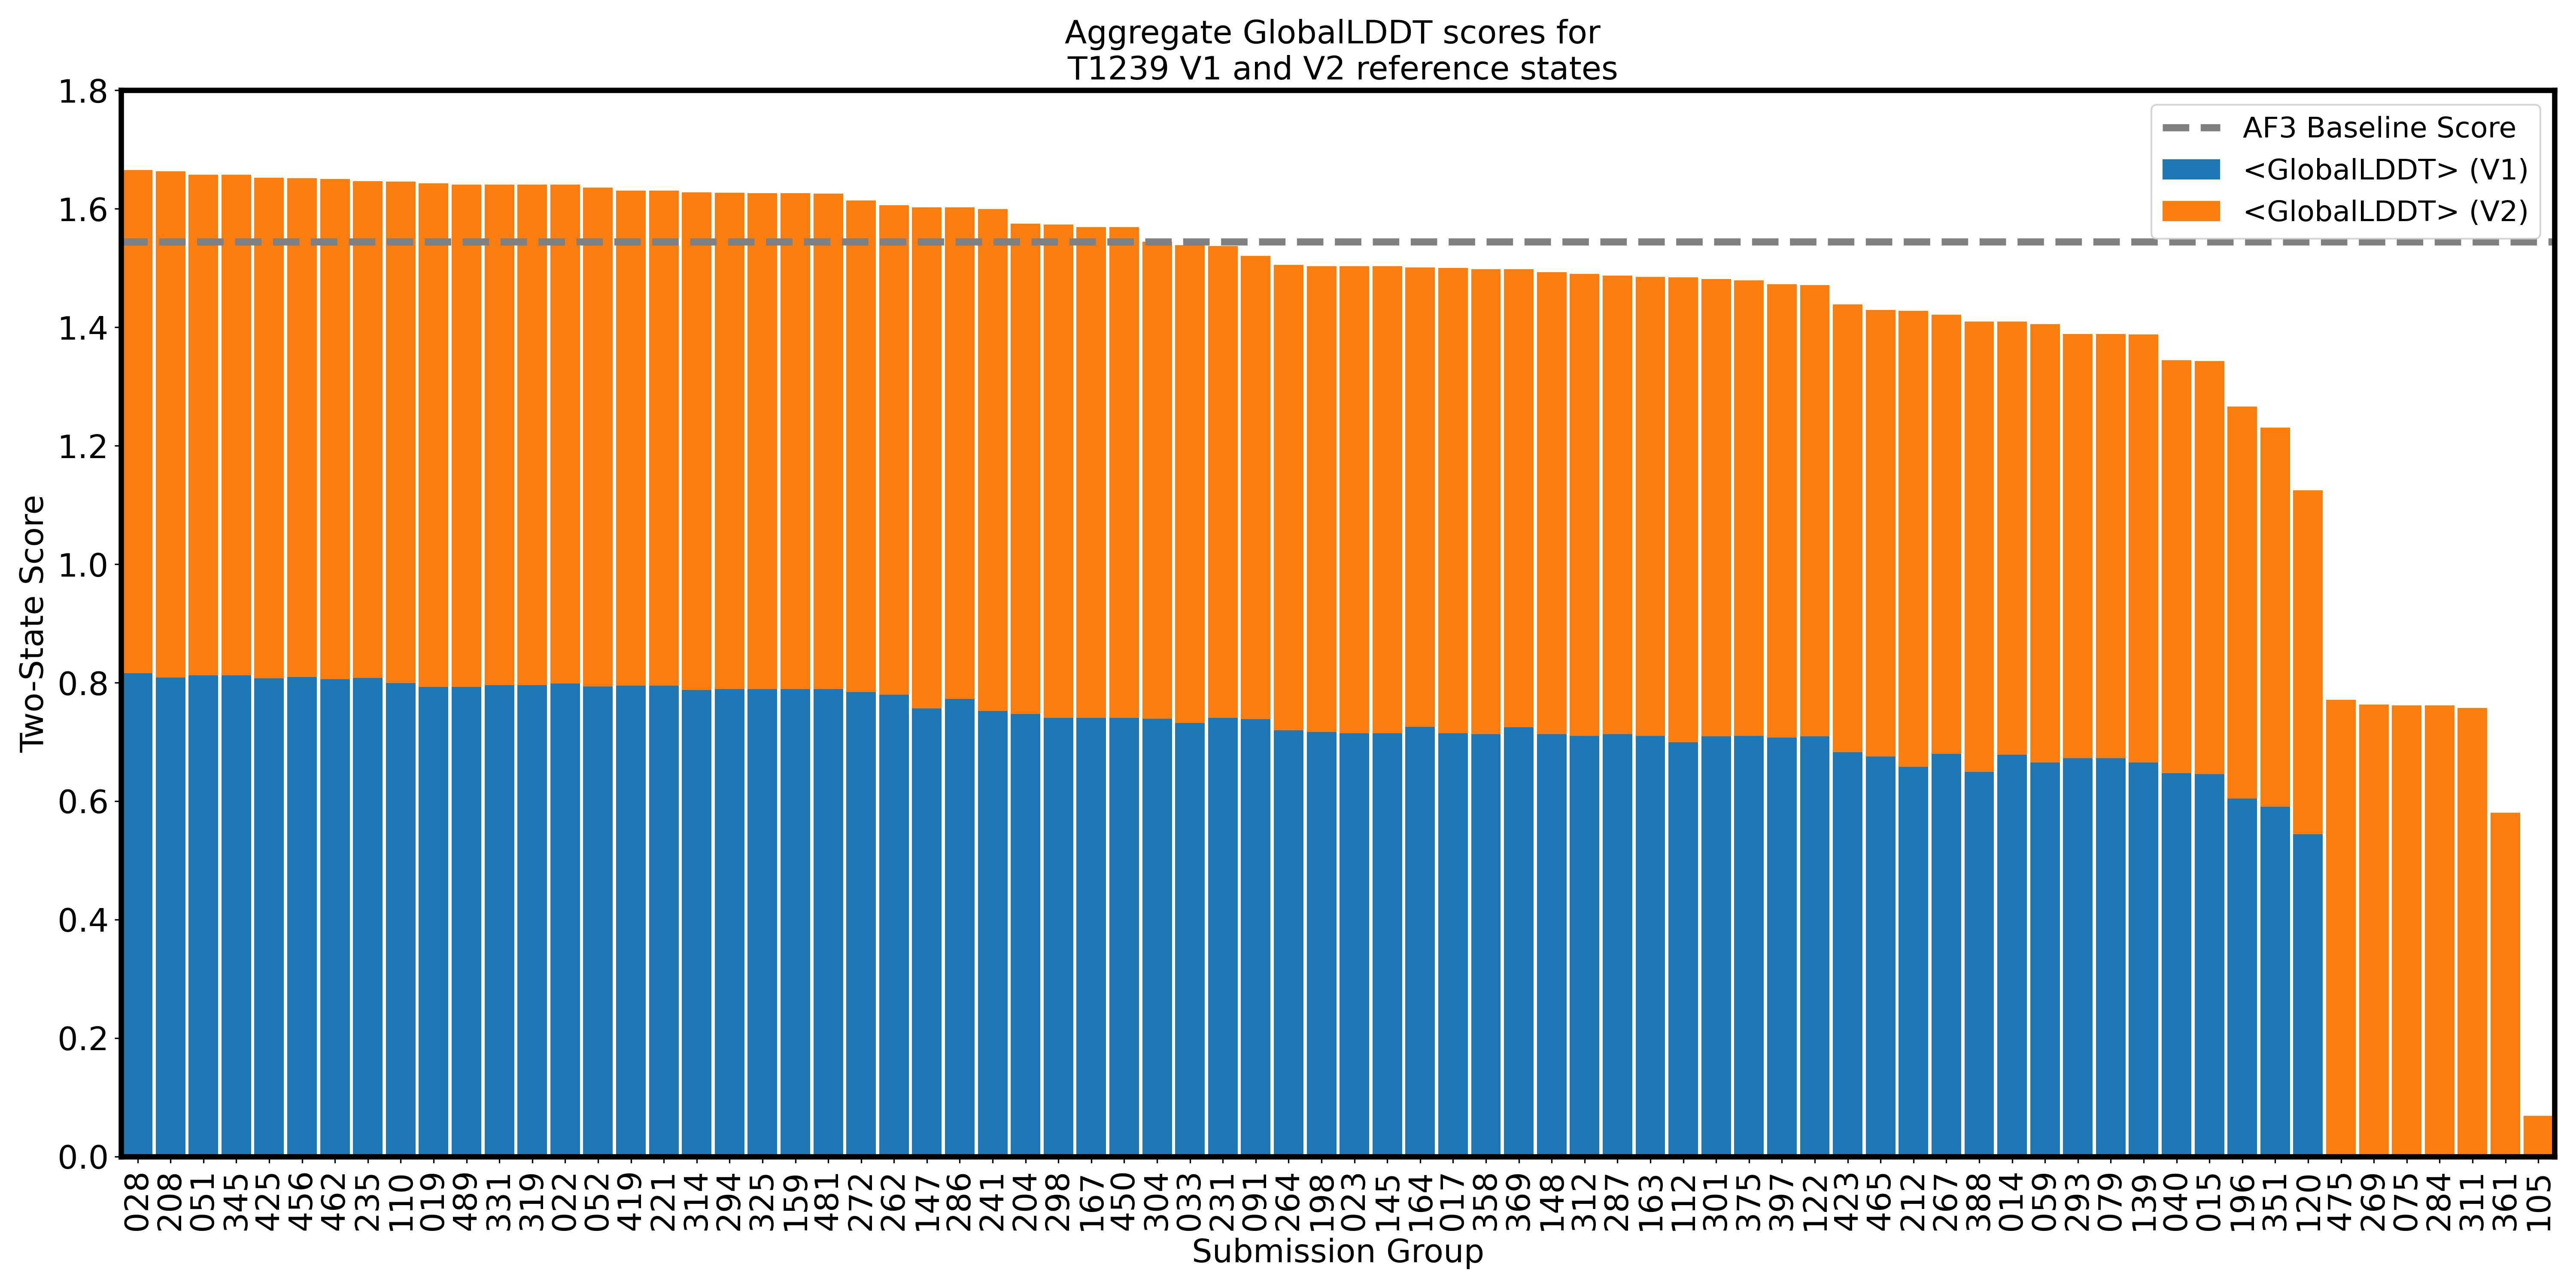 Aggregate GlobalLDDT scores for
T1239 V1 and V2 reference states
1.8
1.6
1.4
1.2
1.0
0.8
0.6
0.4
0.2
0.0
Two-State Score
AF3 Baseline Score
<GlobalLDDT> (V1)
<GlobalLDDT> (V2)
028 208 051 345 425 456 462 235 110 019 489 331 319 022 052 419 221 314 294 325 159 481 272 262 147 286 241 204 298 167 450 304 033 231 091 264 198 023 145 164 017 358 369 148 312 287 163 112 301 375 397 122 423 465 212 267 388 014 059 293 079 139 040 015 196 351 120 475 269 075 284 311 361 105
Submission Group